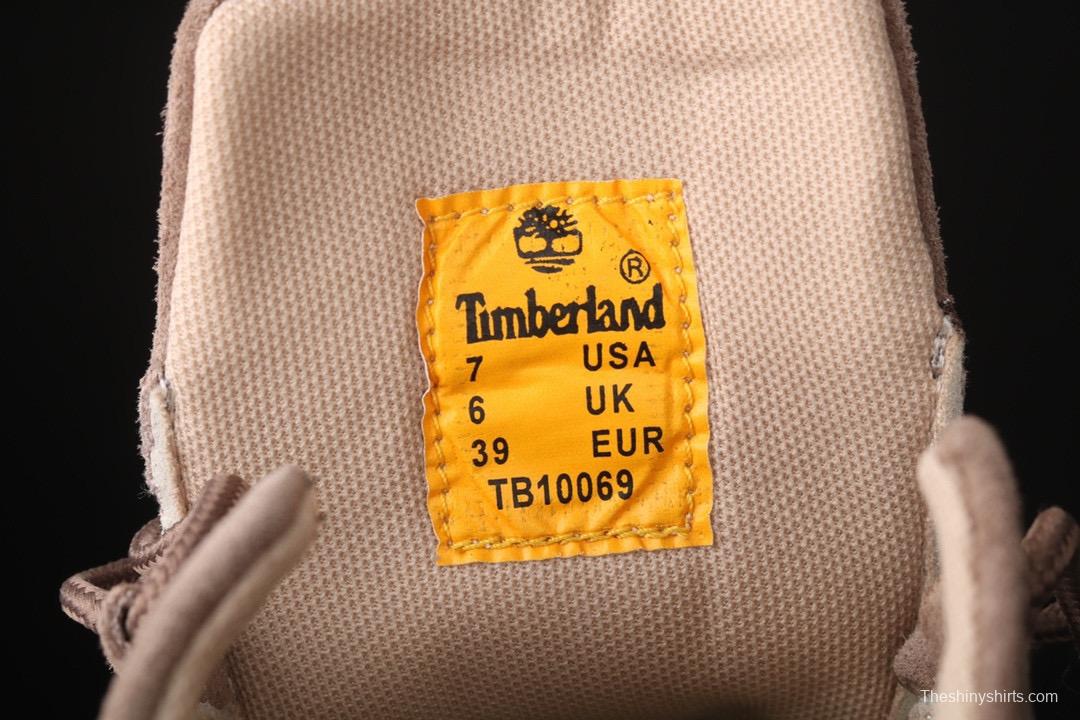 ®
Timberland
7 USA
6 UK
39 EUR
TB10069
Theshinyshirts.com